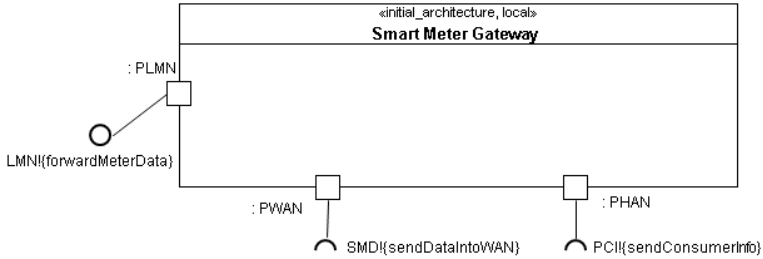 «initial_architecture, local»
Smart Meter Gateway
: PLMN
LMN!{forwardMeterData}
: PWAN
: PHAN
SMD!{sendDataIntoWAN}
PCI!{sendConsumerInfo}